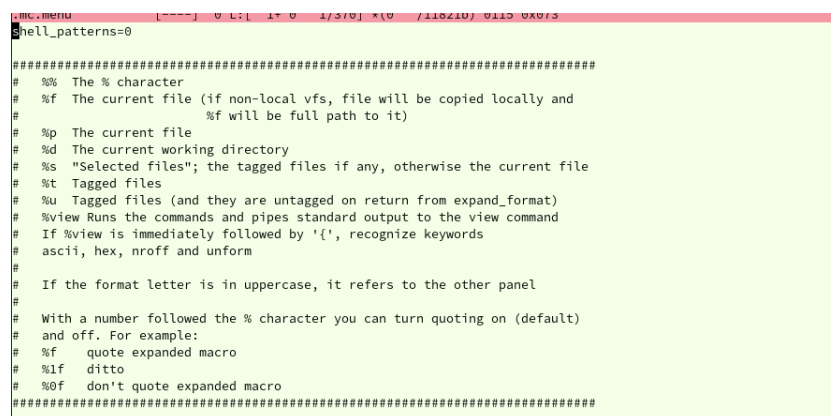 .mc.menu [----] 0 L:[ 1+ 0 1/370] *(0 /11821b) 0115 0x073
shell_patterns=0
###############################################################################
# %% The % character
# %f The current file (if non-local vfs, file will be copied locally and
# %f will be full path to it)
# %p The current file
# %d The current working directory
# %s "Selected files"; the tagged files if any, otherwise the current file
# %t Tagged files
# %u Tagged files (and they are untagged on return from expand_format)
# %view Runs the commands and pipes standard output to the view command
# If %view is immediately followed by '{', recognize keywords
# ascii, hex, nroff and unform
#
# If the format letter is in uppercase, it refers to the other panel
#
# With a number followed the % character you can turn quoting on (default)
# and off. For example:
# %f quote expanded macro
# %1f ditto
# %0f don't quote expanded macro
###############################################################################